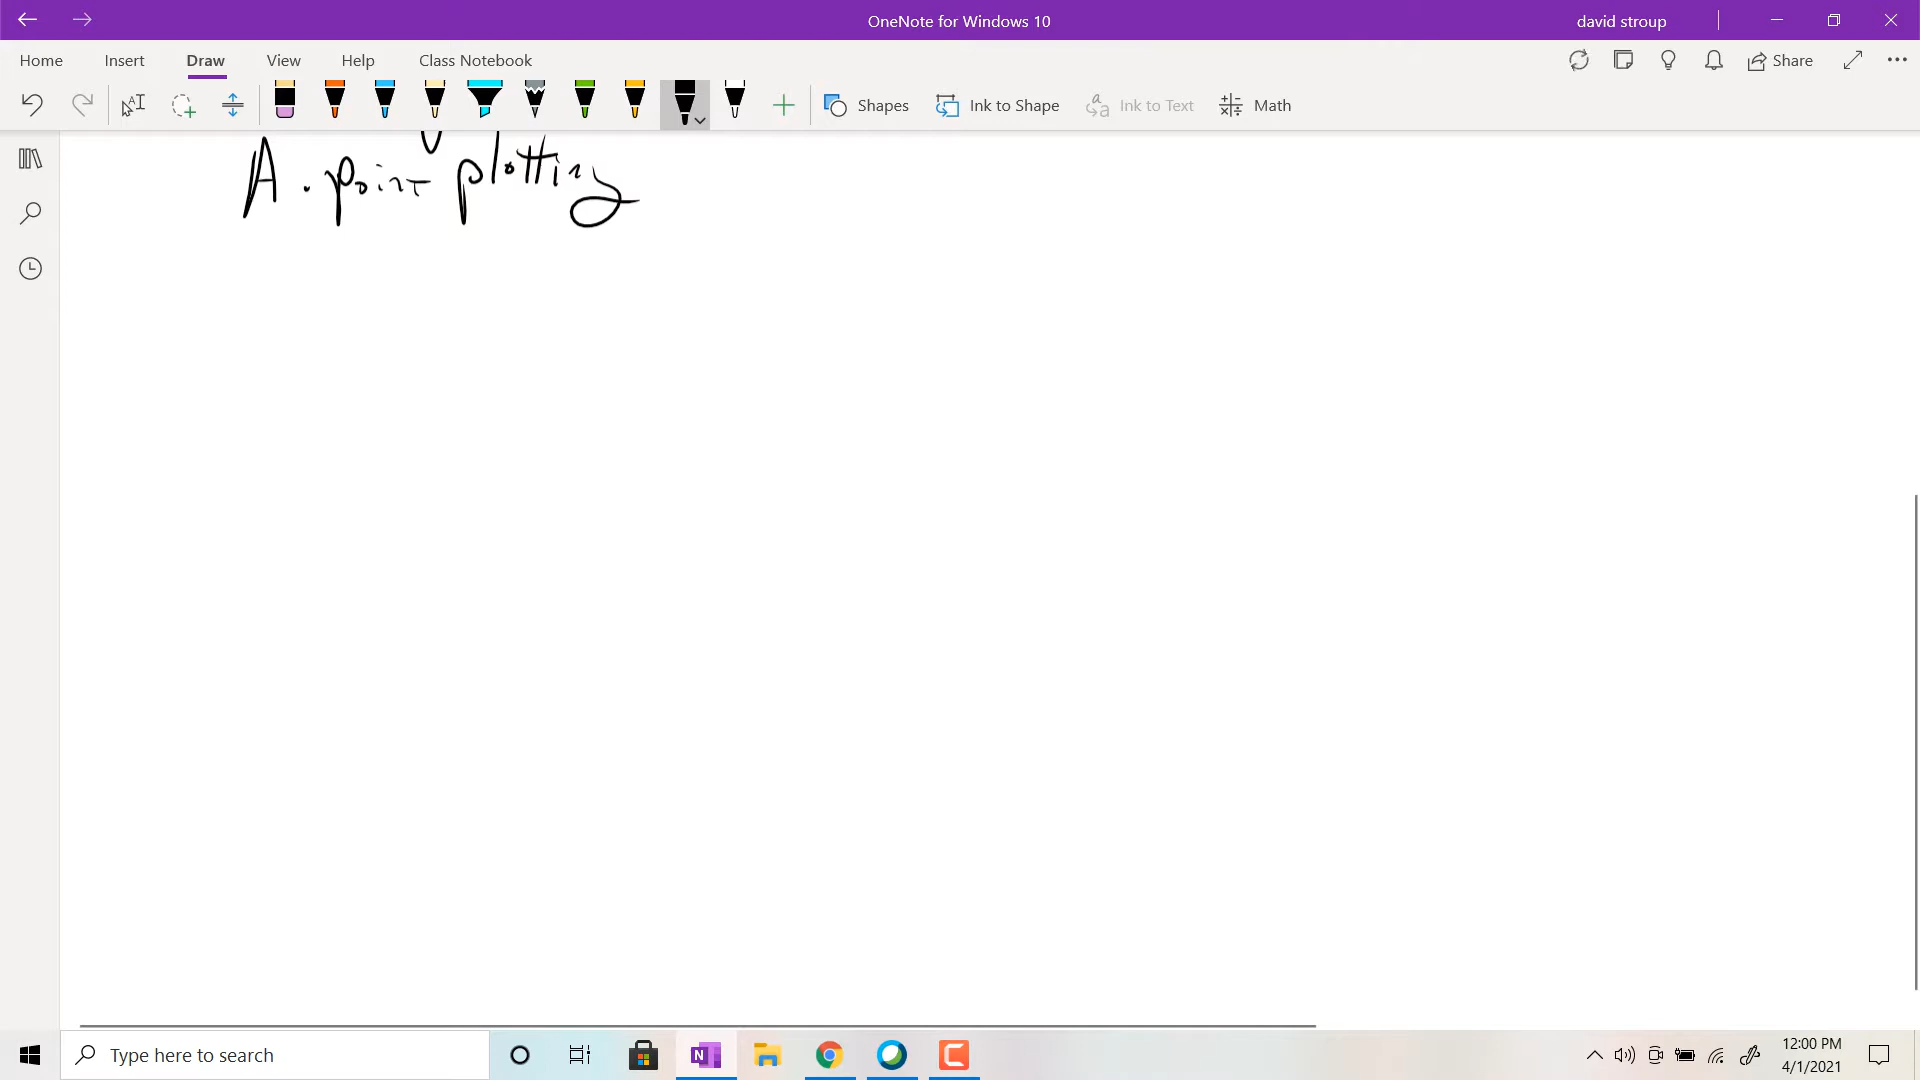 OneNote for Windows 10
david stroup
Home Insert Draw View Help Class Notebook
Share
Shapes Ink to Shape Ink to Text Math
A. point plotting
Type here to search
12:00 PM
4/1/2021